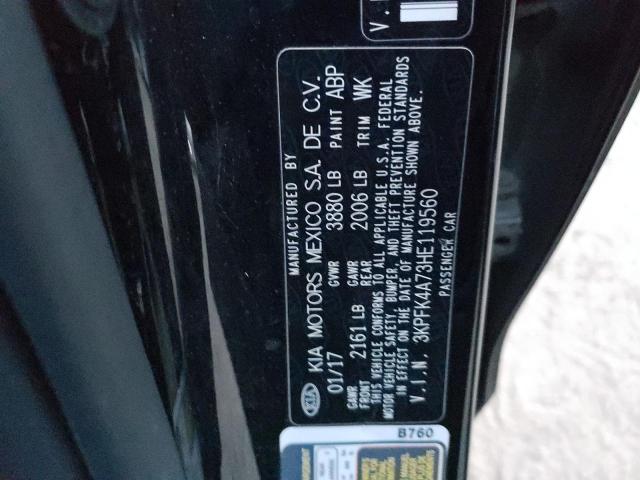 MANUFACTURED BY
KIA KIA MOTORS MEXICO S.A. DE C.V.
01/17 GVWR 3880 LB PAINT ABP
GAWR FRONT 2161 LB GAWR REAR 2006 LB TRIM WK
THIS VEHICLE CONFORMS TO ALL APPLICABLE U.S.A. FEDERAL
MOTOR VEHICLE SAFETY, BUMPER, AND THEFT PREVENTION STANDARDS
IN EFFECT ON THE DATE OF MANUFACTURE SHOWN ABOVE.
V.I.N. 3KPFK4A73HE119560
PASSENGER CAR
B760